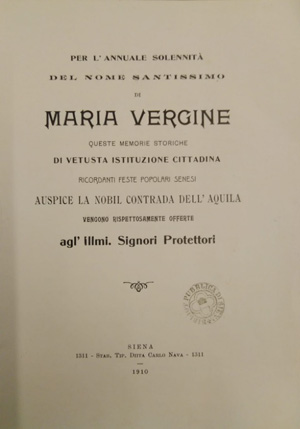 PER L'ANNUALE SOLENNITÀ
DEL NOME SANTISSIMO
DI
MARIA VERGINE
QUESTE MEMORIE STORICHE
DI VETUSTA ISTITUZIONE CITTADINA
RICORDANTI FESTE POPOLARI SENESI
AUSPICE LA NOBIL CONTRADA DELL'AQUILA
VENGONO RISPETTOSAMENTE OFFERTE
agl' Illmi. Signori Protettori
SIENA
1311 - Stab. Tip. Ditta Carlo Nava - 1311
1910